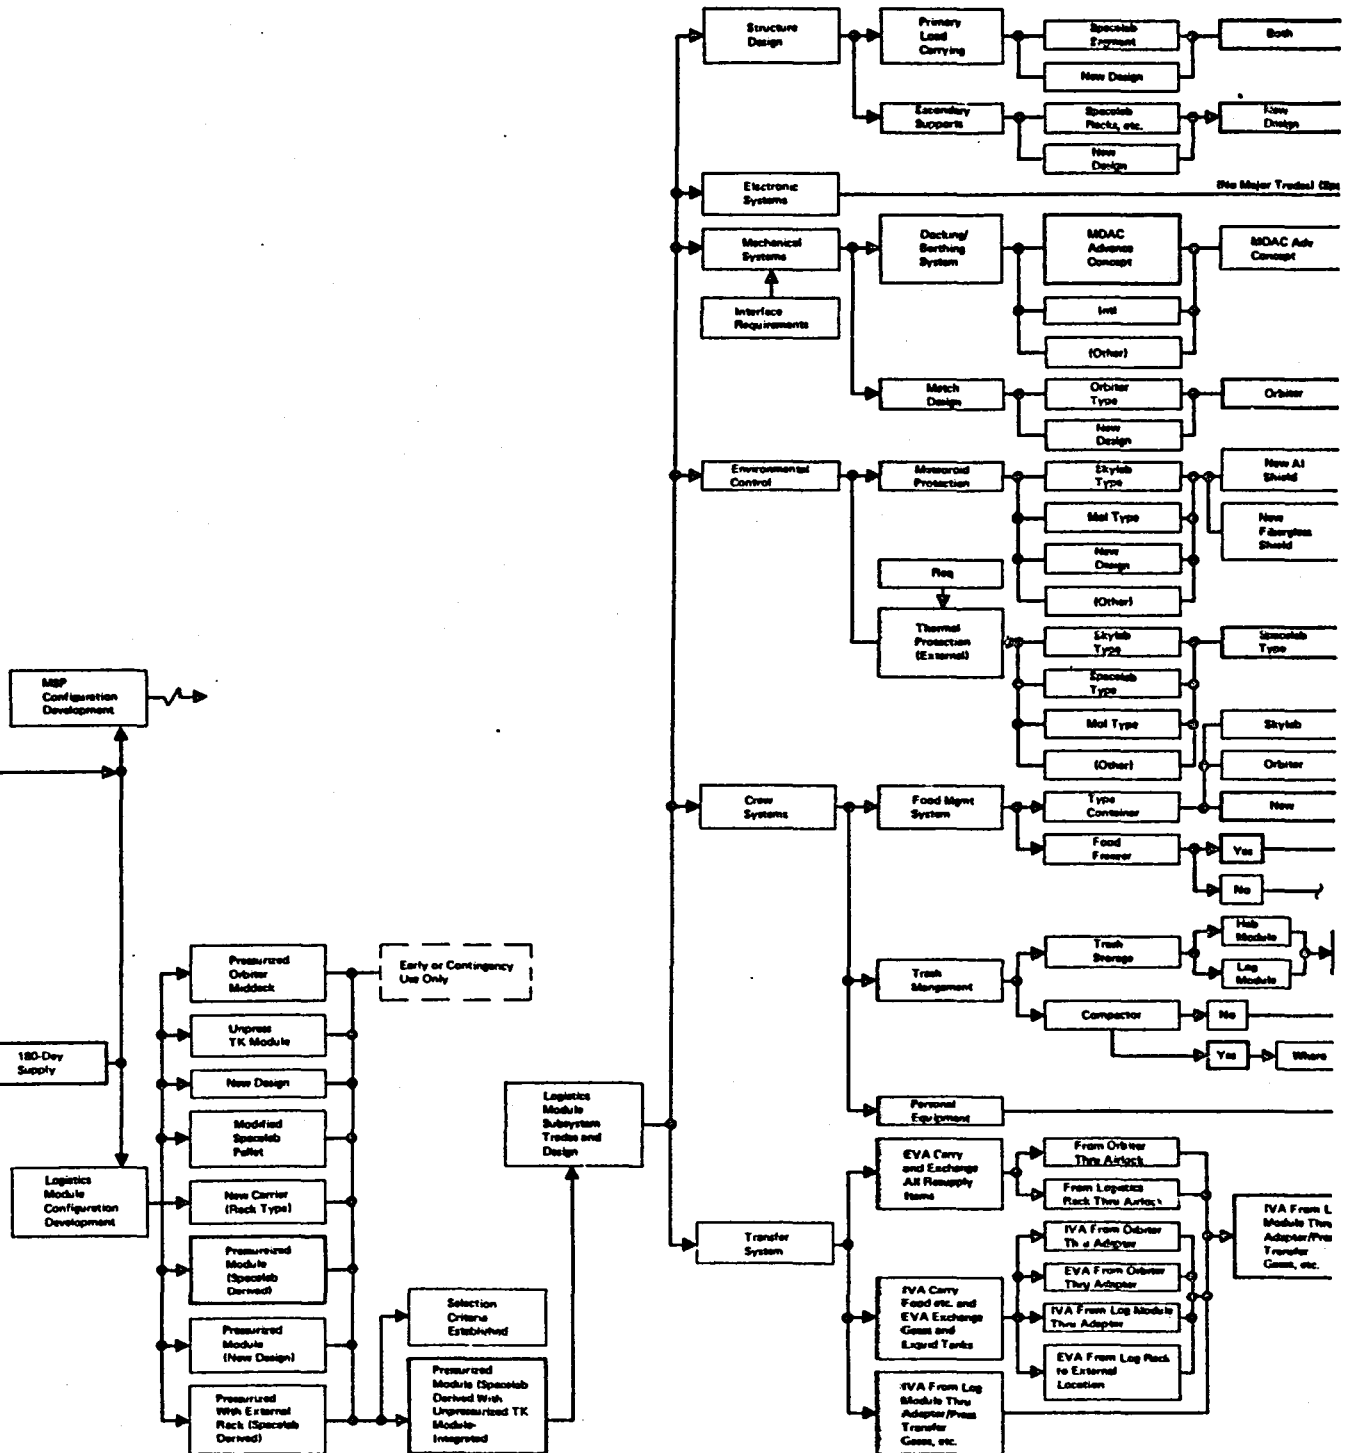 Structure
Design
Primary
Load
Carrying
Spacelab
Segment
Both
New Design
Secondary
Supports
Spacelab
Racks, etc.
New
Design
New
Design
Electronic
Systems
(No Major Trades)
Mechanical
Systems
Docking/
Berthing
System
MDAC
Advance
Concept
MDAC Adv
Concept
Interface
Requirements
Intl
(Other)
Hatch
Design
Orbiter
Type
Orbiter
New
Design
Environmental
Control
Meteoroid
Protection
Skylab
Type
New Al
Shield
Mol Type
New
Fiberglass
Shield
New
Design
Req
(Other)
Thermal
Protection
(External)
Skylab
Type
Spacelab
Type
Spacelab
Type
MSP
Configuration
Development
Mol Type
Skylab
(Other)
Orbiter
Crew
Systems
Food Mgmt
System
Type
Container
New
Food
Freezer
Yes
No
Pressurized
Orbiter
Middeck
Early or Contingency
Use Only
Trash
Storage
Hab
Module
Log
Module
Trash
Mangement
Compactor
No
Unpress
TK Module
180-Day
Supply
Yes
Where
New Design
Logistics
Module
Subsystem
Trades and
Design
Personal
Equipment
Modified
Spacelab
Pallet
EVA Carry
and Exchange
All Resupply
Items
From Orbiter
Thru Airlock
Logistics
Module
Configuration
Development
New Carrier
(Rack Type)
From Logistics
Rack Thru Airlock
IVA From L
Module Thru
Adapter/Pres
Transfer
Gases, etc.
Transfer
System
IVA From Orbiter
Thru Adapter
Pressurized
Module
(Spacelab
Derived)
EVA From Orbiter
Thru Adapter
IVA Carry
Food etc. and
EVA Exchange
Gases and
Liquid Tanks
Selection
Criteria
Established
IVA From Log Module
Thru Adapter
Pressurized
Module
(New Design)
EVA From Log Rack
to External
Location
Pressurized
With External
Rack (Spacelab
Derived)
Pressurized
Module (Spacelab
Derived With
Unpressurized TK
Module-
Integrated
IVA From Log
Module Thru
Adapter/Press
Transfer
Gases, etc.